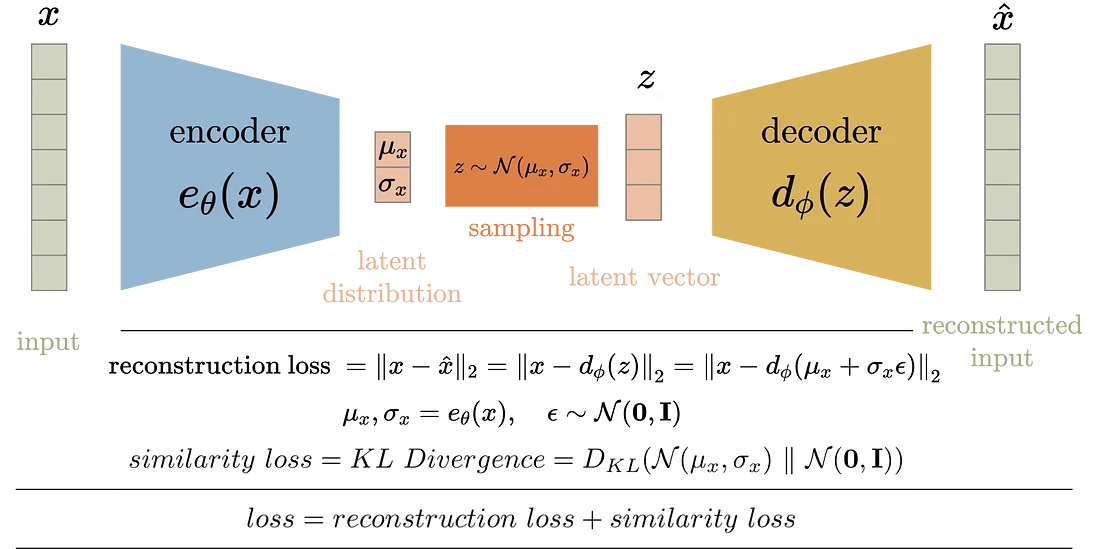 x
x̂
z
encoder
e_θ(x)
μ_x
σ_x
z ∼ 𝒩(μ_x, σ_x)
sampling
decoder
d_ϕ(z)
latent
distribution
latent vector
input
reconstructed
input
reconstruction loss = ‖x − x̂‖₂ = ‖x − d_ϕ(z)‖₂ = ‖x − d_ϕ(μ_x + σ_xϵ)‖₂
μ_x, σ_x = e_θ(x), ϵ ∼ 𝒩(𝟎, 𝐈)
similarity loss = KL Divergence = D_KL(𝒩(μ_x, σ_x) ‖ 𝒩(𝟎, 𝐈))
loss = reconstruction loss + similarity loss